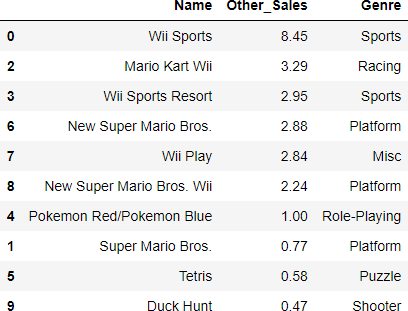 Name Other_Sales Genre
0 Wii Sports 8.45 Sports
2 Mario Kart Wii 3.29 Racing
3 Wii Sports Resort 2.95 Sports
6 New Super Mario Bros. 2.88 Platform
7 Wii Play 2.84 Misc
8 New Super Mario Bros. Wii 2.24 Platform
4 Pokemon Red/Pokemon Blue 1.00 Role-Playing
1 Super Mario Bros. 0.77 Platform
5 Tetris 0.58 Puzzle
9 Duck Hunt 0.47 Shooter